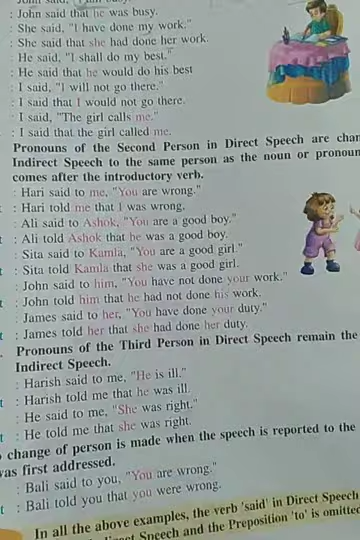 John said, "I am busy."
: John said that he was busy.
: She said, "I have done my work."
: She said that she had done her work.
: He said, "I shall do my best."
: He said that he would do his best
: I said, "I will not go there."
: I said that I would not go there.
: I said, "The girl calls me."
: I said that the girl called me.
Pronouns of the Second Person in Direct Speech are chan
Indirect Speech to the same person as the noun or pronoun
comes after the introductory verb.
: Hari said to me, "You are wrong."
t : Hari told me that I was wrong.
: Ali said to Ashok, "You are a good boy."
t : Ali told Ashok that he was a good boy.
: Sita said to Kamla, "You are a good girl."
t : Sita told Kamla that she was a good girl.
: John said to him, "You have not done your work."
t : John told him that he had not done his work.
: James said to her, "You have done your duty."
t : James told her that she had done her duty.
. Pronouns of the Third Person in Direct Speech remain the
Indirect Speech.
: Harish said to me, "He is ill."
t : Harish told me that he was ill.
: He said to me, "She was right."
t : He told me that she was right.
o change of person is made when the speech is reported to the
was first addressed.
: Bali said to you, "You are wrong."
t : Bali told you that you were wrong.
In all the above examples, the verb 'said' in Direct Speech
Speech and the Preposition 'to' is omitted